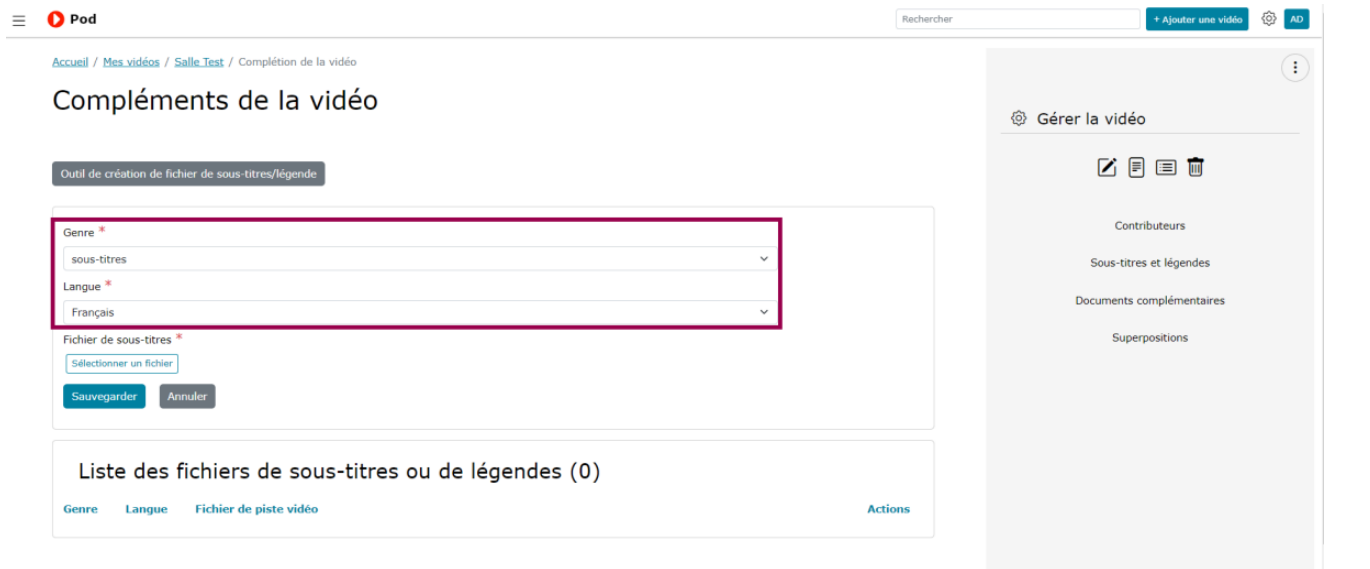 Pod
Rechercher
+ Ajouter une vidéo
AD
Accueil / Mes vidéos / Salle Test / Complétion de la vidéo
Compléments de la vidéo
Outil de création de fichier de sous-titres/légende
Genre *
sous-titres
Langue *
Français
Fichier de sous-titres *
Sélectionner un fichier
Sauvegarder Annuler
Liste des fichiers de sous-titres ou de légendes (0)
Genre Langue Fichier de piste vidéo Actions
Gérer la vidéo
Contributeurs
Sous-titres et légendes
Documents complémentaires
Superpositions